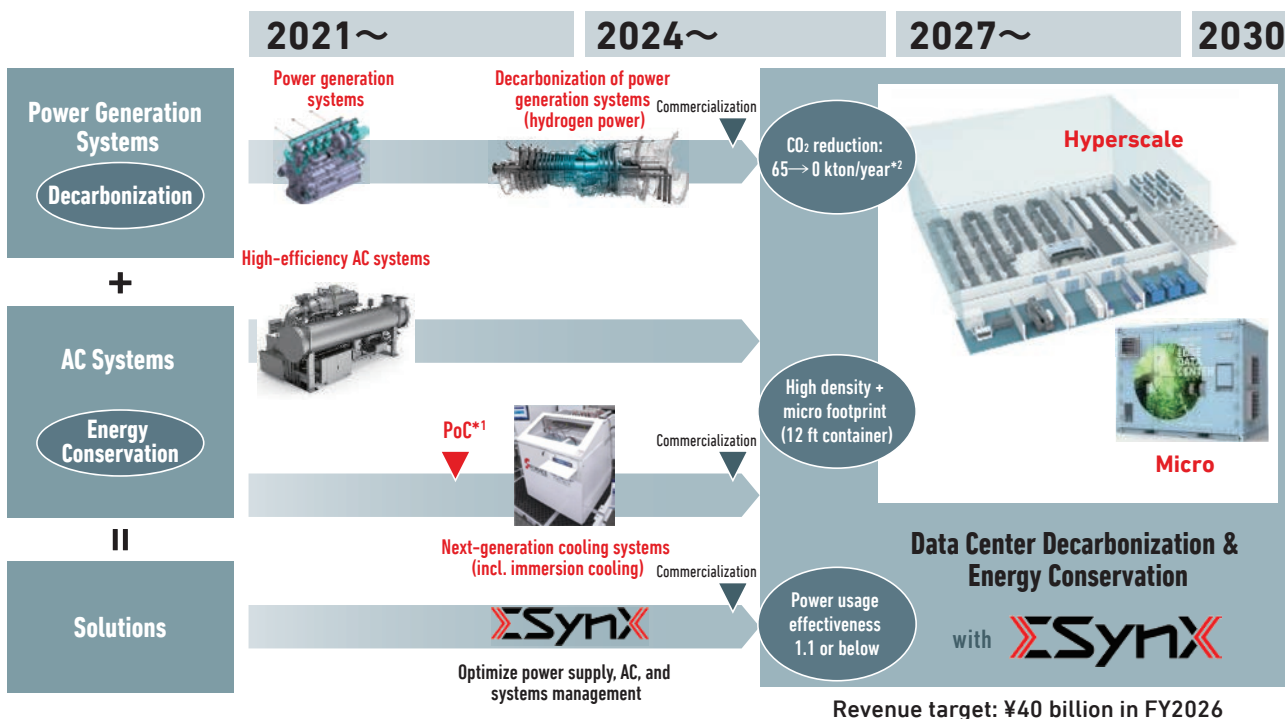 2021～
2024～
2027～
2030
Power Generation
Systems
Decarbonization
+
AC Systems
Energy
Conservation
=
Solutions
Power generation
systems
Decarbonization of power
generation systems
(hydrogen power)
Commercialization
CO₂ reduction:
65→0 kton/year*2
High-efficiency AC systems
PoC*1
Commercialization
High density +
micro footprint
(12 ft container)
Next-generation cooling systems
(incl. immersion cooling)
Commercialization
ΣSynX
Optimize power supply, AC, and
systems management
Power usage
effectiveness
1.1 or below
Hyperscale
EDGE
DATA
CENTER
Micro
Data Center Decarbonization &
Energy Conservation
with ΣSynX
Revenue target: ¥40 billion in FY2026